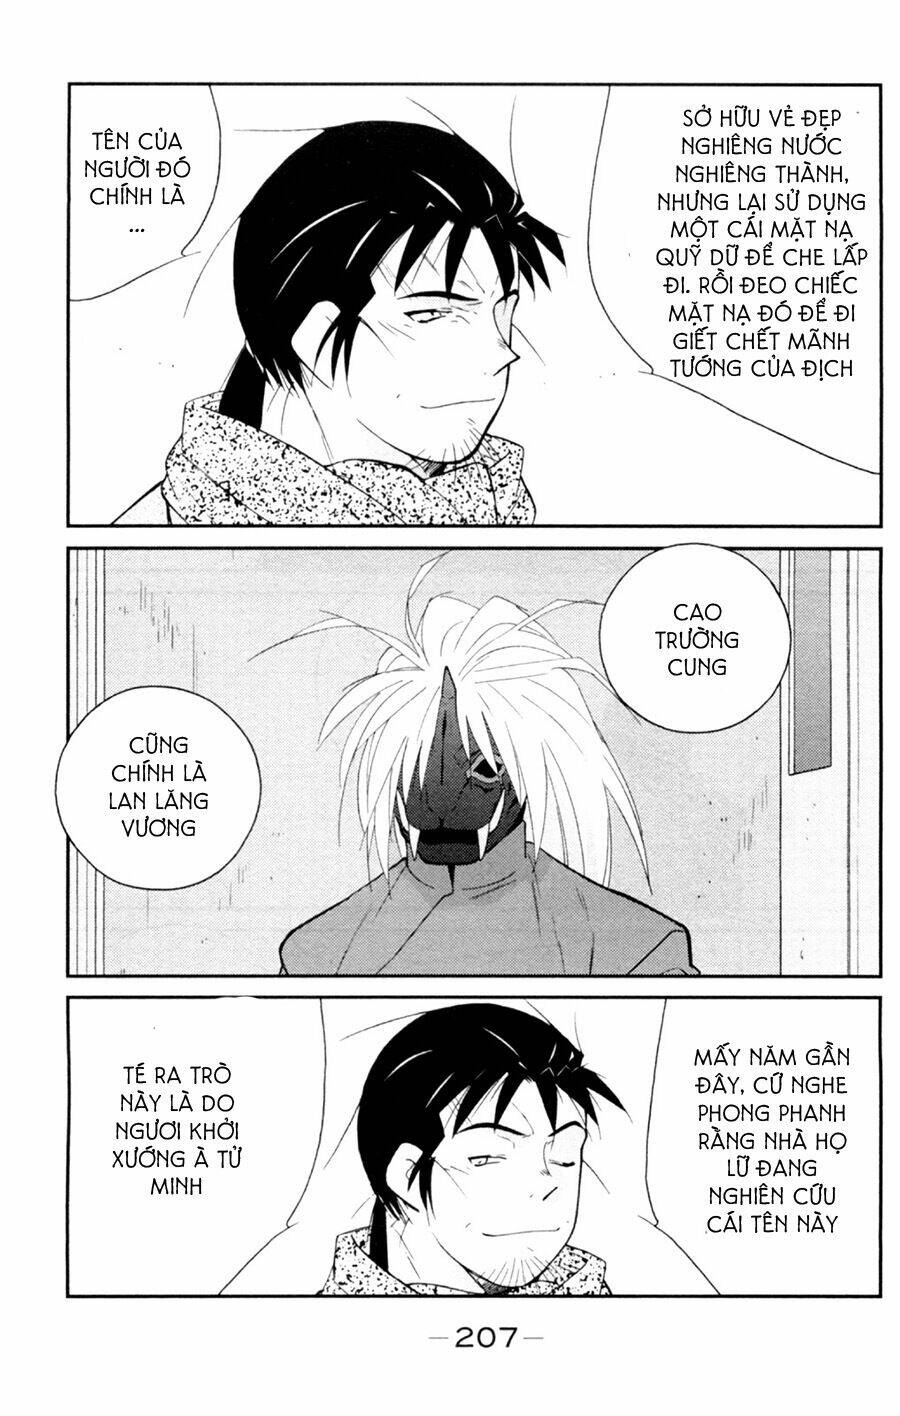 SỞ HỮU VẺ ĐẸP
NGHIÊNG NƯỚC
NGHIÊNG THÀNH,
NHƯNG LẠI SỬ DỤNG
MỘT CÁI MẶT NẠ
QUỸ DỮ ĐỂ CHE LẤP
ĐI. RỒI ĐEO CHIẾC
MẶT NẠ ĐÓ ĐỂ ĐI
GIẾT CHẾT MÃNH
TƯỚNG CỦA ĐỊCH
TÊN CỦA
NGƯỜI ĐÓ
CHÍNH LÀ
...
CAO
TRƯỜNG
CUNG
CŨNG
CHÍNH LÀ
LAN LĂNG
VƯƠNG
MẤY NĂM GẦN
ĐÂY, CỨ NGHE
PHONG PHANH
RẰNG NHÀ HỌ
LỮ ĐANG
NGHIÊN CỨU
CÁI TÊN NÀY
TÉ RA TRÒ
NÀY LÀ DO
NGƯƠI KHỞI
XƯỚNG À TỬ
MINH
—207—